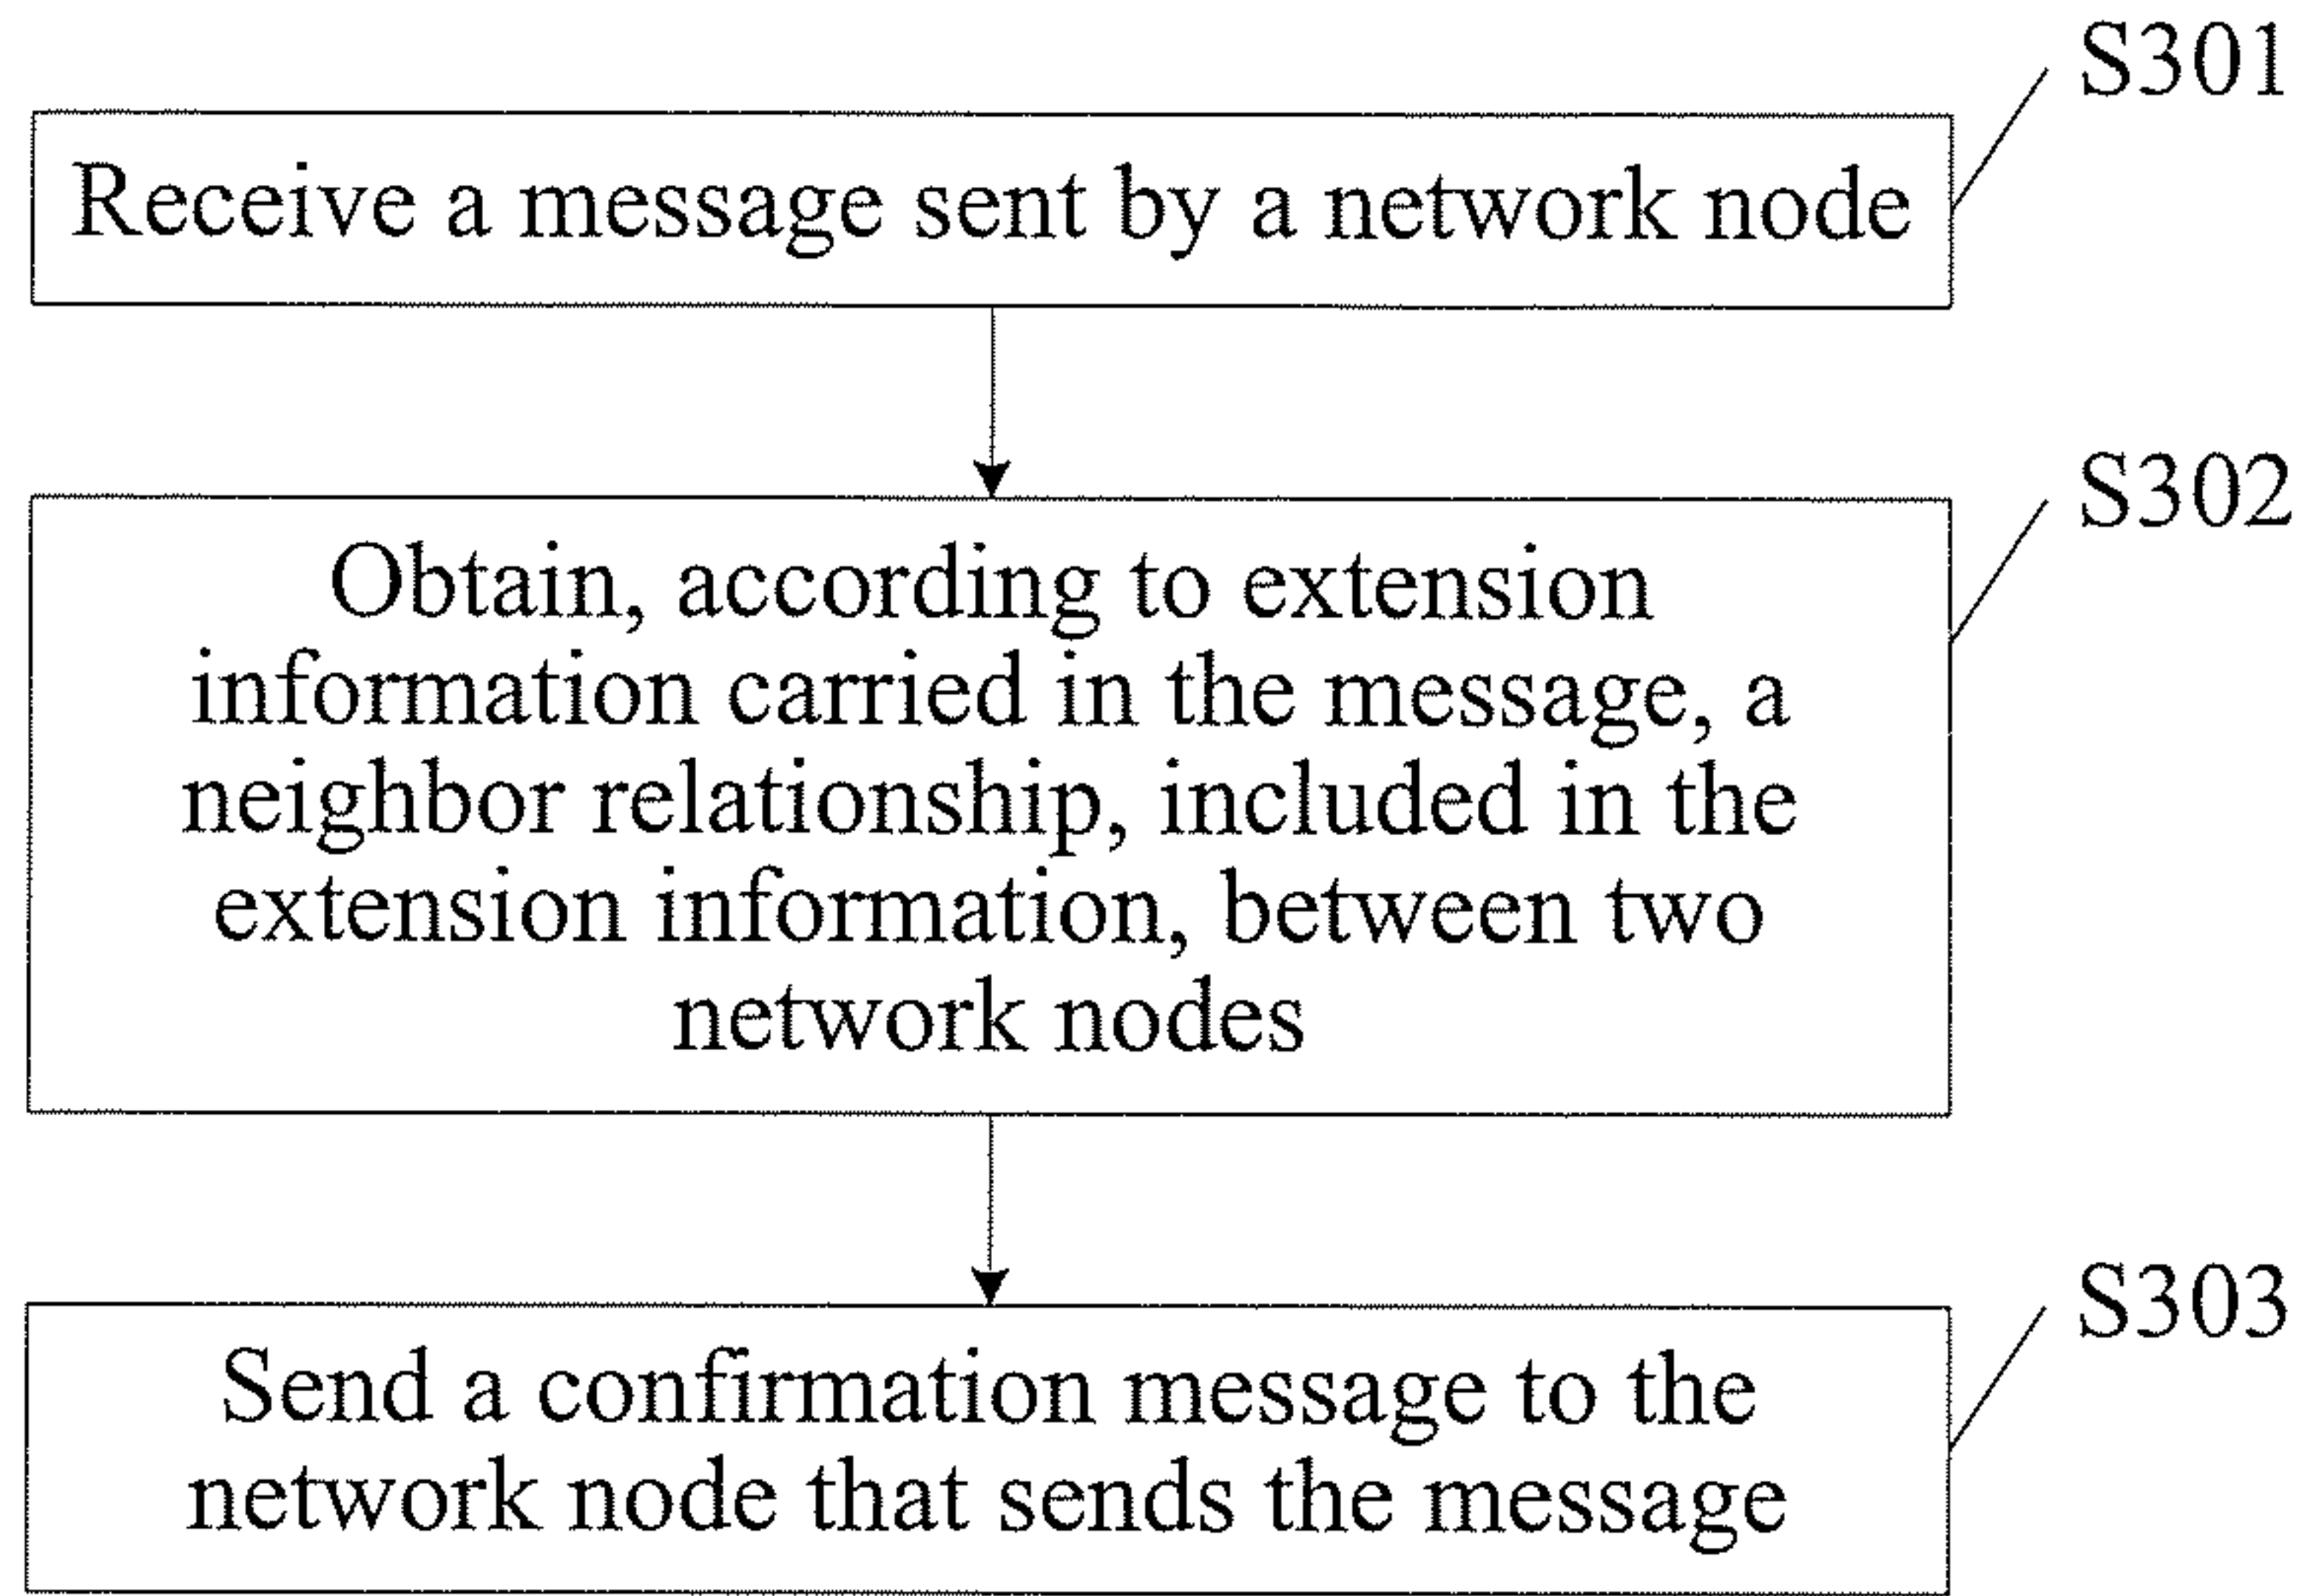 S301
Receive a message sent by a network node
S302
Obtain, according to extension
information carried in the message, a
neighbor relationship, included in the
extension information, between two
network nodes
S303
Send a confirmation message to the
network node that sends the message